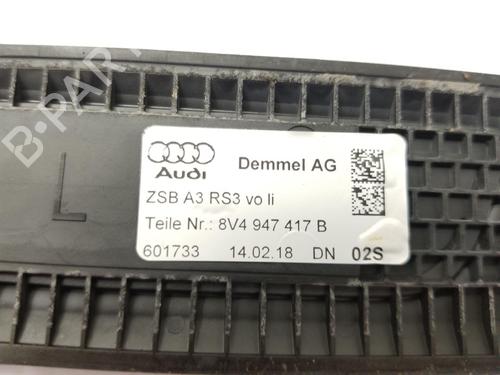 B-PARTS
L
Audi
Demmel AG
ZSB A3 RS3 vo li
Teile Nr.: 8V4 947 417 B
601733 14.02.18 DN 02S